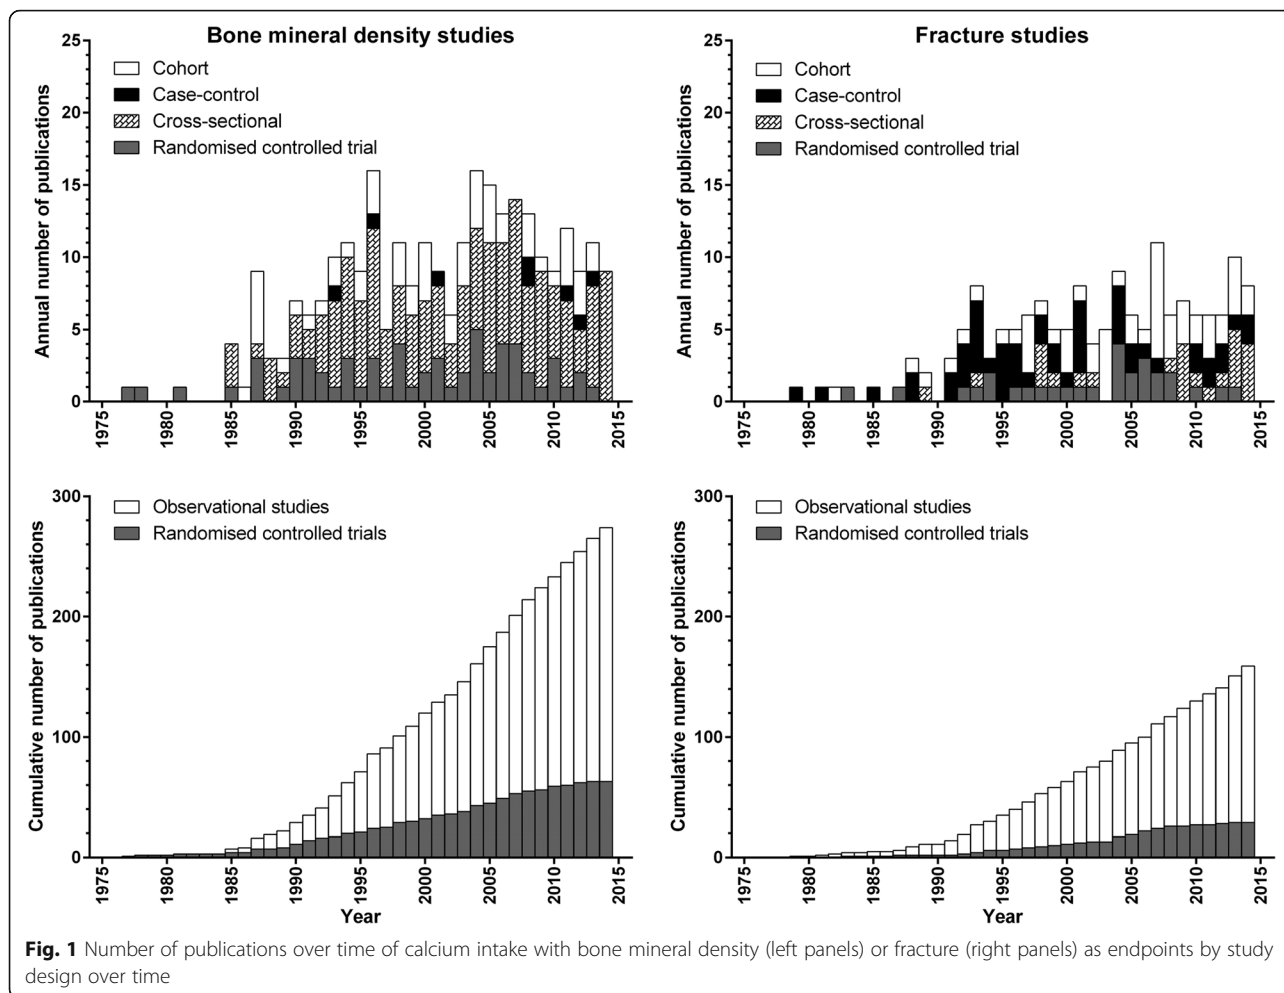 Bone mineral density studies
25
20
15
10
5
0
Annual number of publications
Cohort
Case-control
Cross-sectional
Randomised controlled trial
1975
1980
1985
1990
1995
2000
2005
2010
2015
Fracture studies
25
20
15
10
5
0
Annual number of publications
Cohort
Case-control
Cross-sectional
Randomised controlled trial
1975
1980
1985
1990
1995
2000
2005
2010
2015
300
200
100
0
Cumulative number of publications
Observational studies
Randomised controlled trials
1975
1980
1985
1990
1995
2000
2005
2010
2015
Year
300
200
100
0
Cumulative number of publications
Observational studies
Randomised controlled trials
1975
1980
1985
1990
1995
2000
2005
2010
2015
Year
Fig. 1 Number of publications over time of calcium intake with bone mineral density (left panels) or fracture (right panels) as endpoints by study
design over time